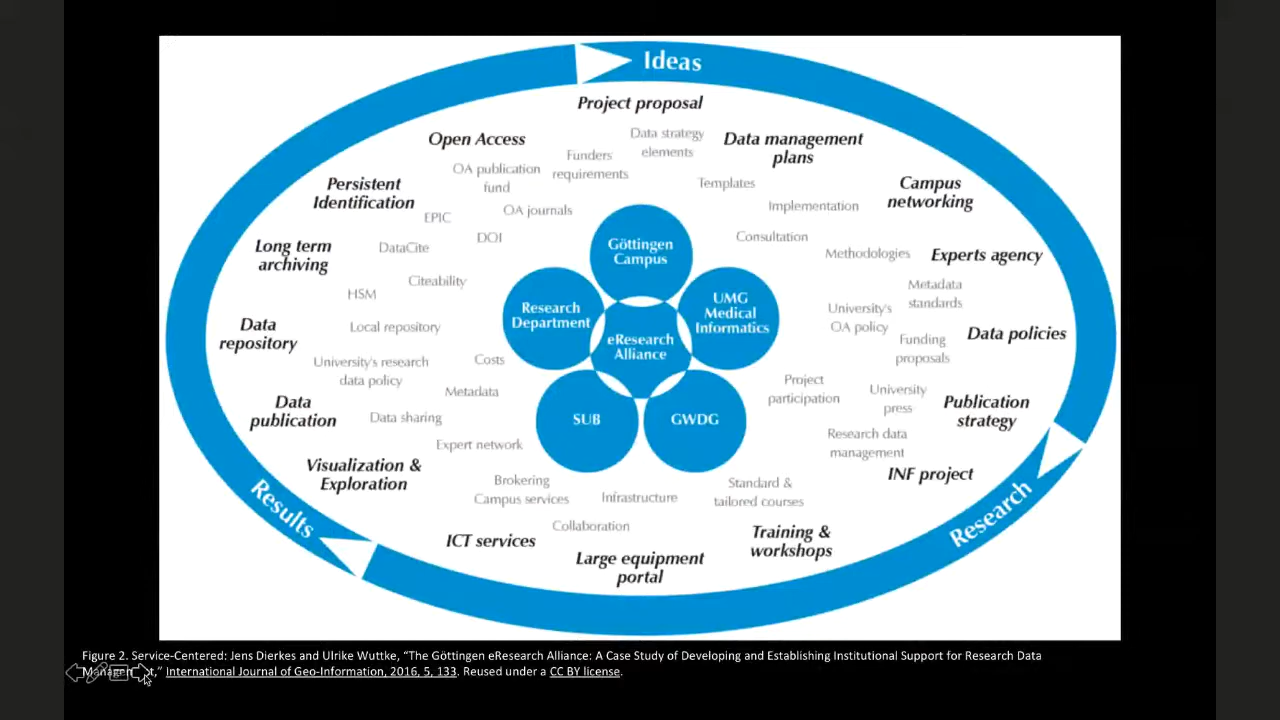 Ideas
Project proposal
Open Access
Data strategy
elements
Data management
plans
Funders
requirements
OA publication
fund
Templates
Persistent
Identification
Campus
networking
EPIC
OA journals
Implementation
DOI
Consultation
Long term
archiving
DataCite
Göttingen
Campus
Methodologies
Experts agency
Citeability
HSM
Metadata
standards
Research
Department
UMG
Medical
Informatics
University's
OA policy
Data
repository
Local repository
eResearch
Alliance
Funding
proposals
Data policies
University's research
data policy
Costs
Metadata
Project
participation
University
press
Data
publication
Data sharing
SUB
GWDG
Publication
strategy
Expert network
Research data
management
Visualization &
Exploration
INF project
Brokering
Campus services
Infrastructure
Standard &
tailored courses
Results
Research
Collaboration
ICT services
Training &
workshops
Large equipment
portal
Figure 2. Service-Centered: Jens Dierkes and Ulrike Wuttke, “The Göttingen eResearch Alliance: A Case Study of Developing and Establishing Institutional Support for Research Data
International Journal of Geo-Information, 2016, 5, 133. Reused under a CC BY license.